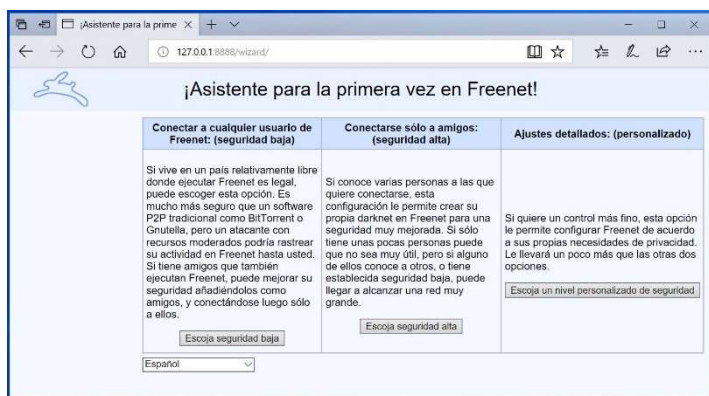 ¡Asistente para la prime
127.0.0.1:8888/wizard/
¡Asistente para la primera vez en Freenet!
Conectar a cualquier usuario de
Freenet: (seguridad baja)
Si vive en un país relativamente libre
donde ejecutar Freenet es legal,
puede escoger esta opción. Es
mucho más seguro que un software
P2P tradicional como BitTorrent o
Gnutella, pero un atacante con
recursos moderados podría rastrear
su actividad en Freenet hasta usted.
Si tiene amigos que también
ejecutan Freenet, puede mejorar su
seguridad añadiéndolos como
amigos, y conectándose luego sólo
a ellos.
Escoja seguridad baja
Conectarse sólo a amigos:
(seguridad alta)
Si conoce varias personas a las que
quiere conectarse, esta
configuración le permite crear su
propia darknet en Freenet para una
seguridad muy mejorada. Si sólo
tiene unas pocas personas puede
que no sea muy útil, pero si alguno
de ellos conoce a otros, o tiene
establecida seguridad baja, puede
llegar a alcanzar una red muy
grande.
Escoja seguridad alta
Ajustes detallados: (personalizado)
Si quiere un control más fino, esta opción
le permite configurar Freenet de acuerdo
a sus propias necesidades de privacidad.
Le llevará un poco más que las otras dos
opciones.
Escoja un nivel personalizado de seguridad
Español